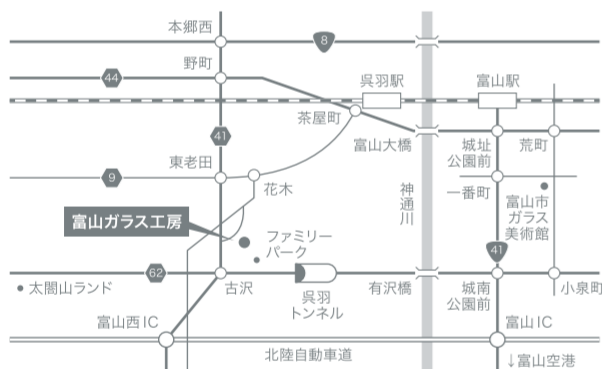 本郷西
8
野町
44
呉羽駅
富山駅
茶屋町
41
富山大橋
城址
公園前
荒町
東老田
9
花木
神通川
一番町
富山市
ガラス
美術館
富山ガラス工房
ファミリー
パーク
41
62
太閤山ランド
古沢
呉羽
トンネル
有沢橋
城南
公園前
小泉町
富山西IC
富山IC
北陸自動車道
↓富山空港